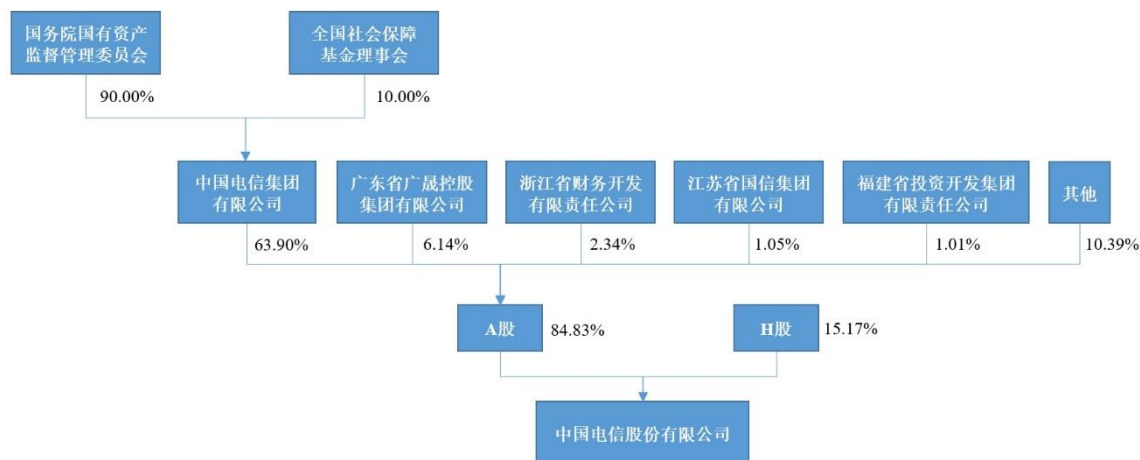 国务院国有资产
监督管理委员会
全国社会保障
基金理事会
90.00%
10.00%
中国电信集团
有限公司
广东省广晟控股
集团有限公司
浙江省财务开发
有限责任公司
江苏省国信集团
有限公司
福建省投资开发集团
有限责任公司
其他
63.90%
6.14%
2.34%
1.05%
1.01%
10.39%
A股
84.83%
H股
15.17%
中国电信股份有限公司